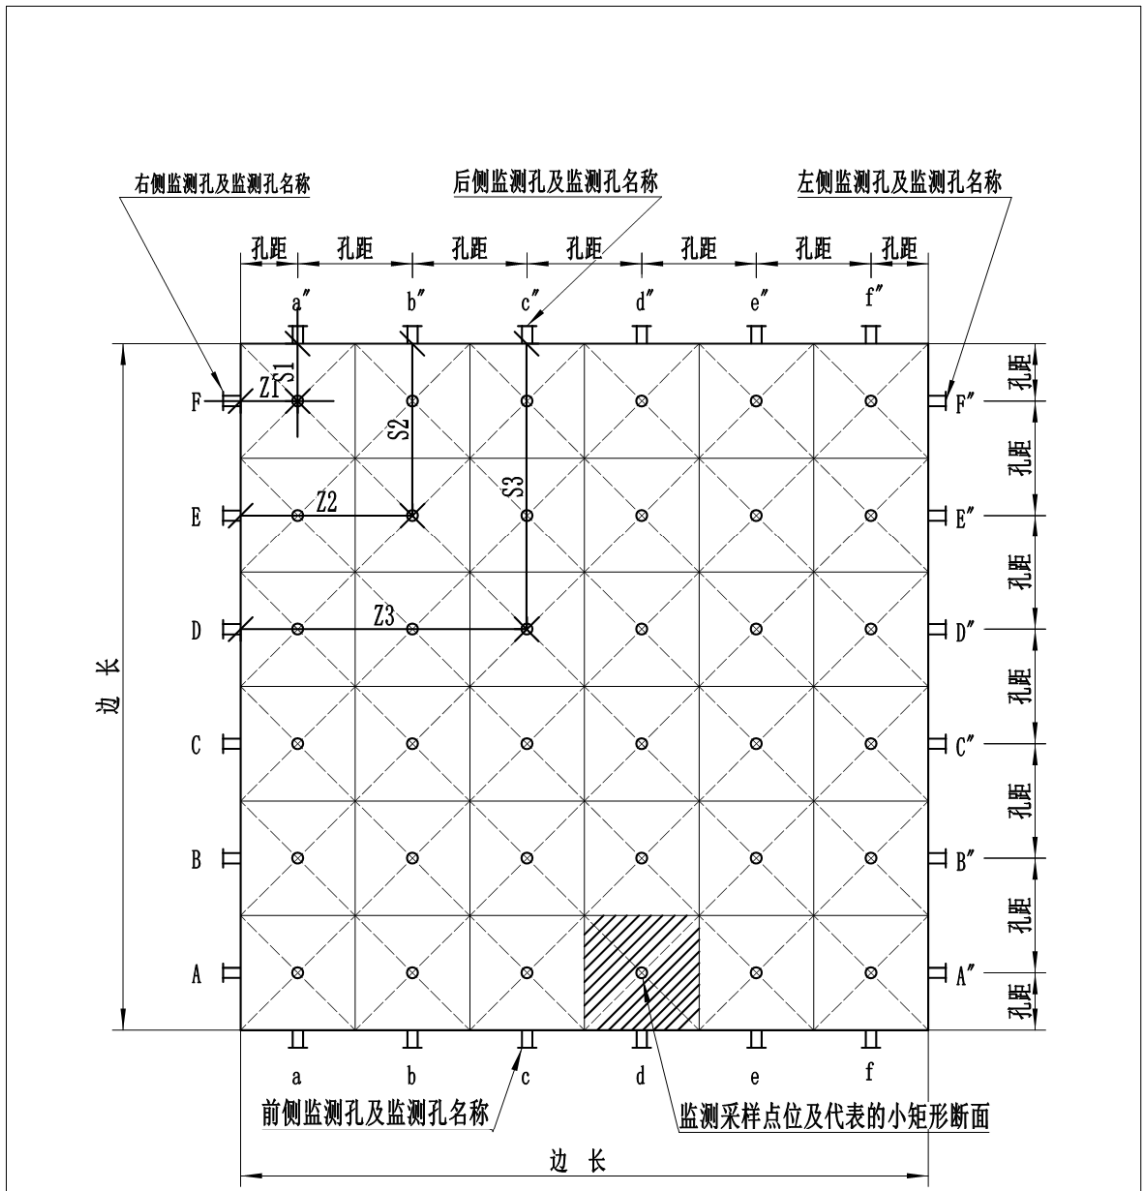 右侧监测孔及监测孔名称
后侧监测孔及监测孔名称
左侧监测孔及监测孔名称
孔距 孔距 孔距 孔距 孔距 孔距 孔距
a″ b″ c″ d″ e″ f″
S1
孔距
Z1
F
F″
S2
孔距
S3
Z2
E
E″
孔距
Z3
D
D″
边长
孔距
C
C″
孔距
B
B″
孔距
A
A″
孔距
a b c d e f
前侧监测孔及监测孔名称
监测采样点位及代表的小矩形断面
边 长